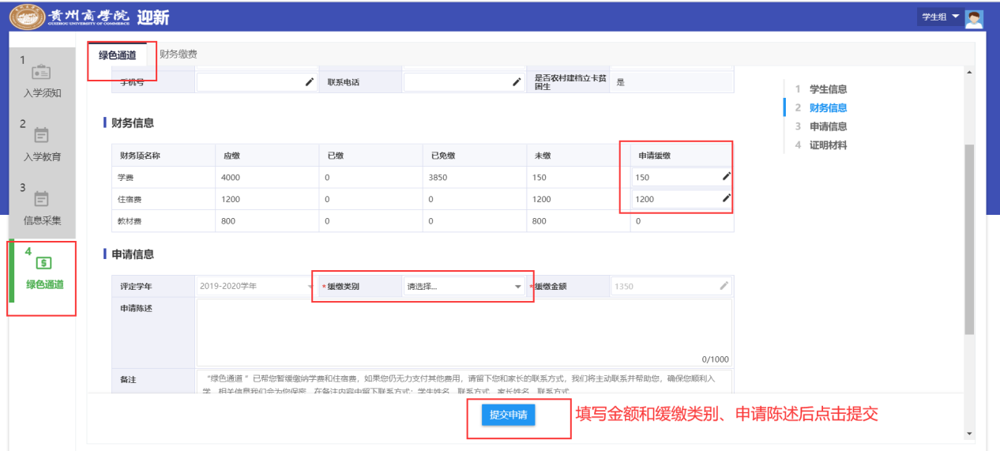 贵州商学院 迎新
GUIZHOU UNIVERSITY OF COMMERCE
学生组
1
入学须知
2
入学教育
3
信息采集
4
绿色通道
绿色通道 财务缴费
手机号 联系电话 是否农村建档立卡贫困生 是
财务信息
财务项名称 应缴 已缴 已免缴 未缴 申请缓缴
学费 4000 0 3850 150 150
住宿费 1200 0 0 1200 1200
教材费 800 0 0 800 0
申请信息
评定学年 2019-2020学年 *缓缴类别 请选择... *缓缴金额 1350
申请陈述
0/1000
备注 “绿色通道 ”已帮您暂缓缴纳学费和住宿费，如果您仍无力支付其他费用，请留下您和家长的联系方式，我们将主动联系并帮助您，确保您顺利入
学，相关信息我们会为您保密。在备注内容中留下联系方式：学生姓名、联系方式，家长姓名、联系方式。
提交申请 填写金额和缓缴类别、申请陈述后点击提交
1 学生信息
2 财务信息
3 申请信息
4 证明材料